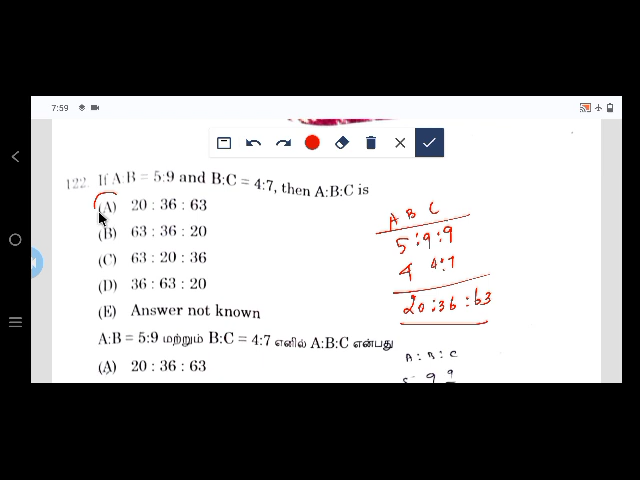 7:59
122. If A:B = 5:9 and B:C = 4:7, then A:B:C is
(A) 20 : 36 : 63
(B) 63 : 36 : 20
(C) 63 : 20 : 36
(D) 36 : 63 : 20
(E) Answer not known
A:B = 5:9 மற்றும் B:C = 4:7 எனில் A:B:C என்பது
(A) 20 : 36 : 63
A B C
5 : 9 : 9
4 4 : 7
20 : 36 : 63
A : B : C
9 9